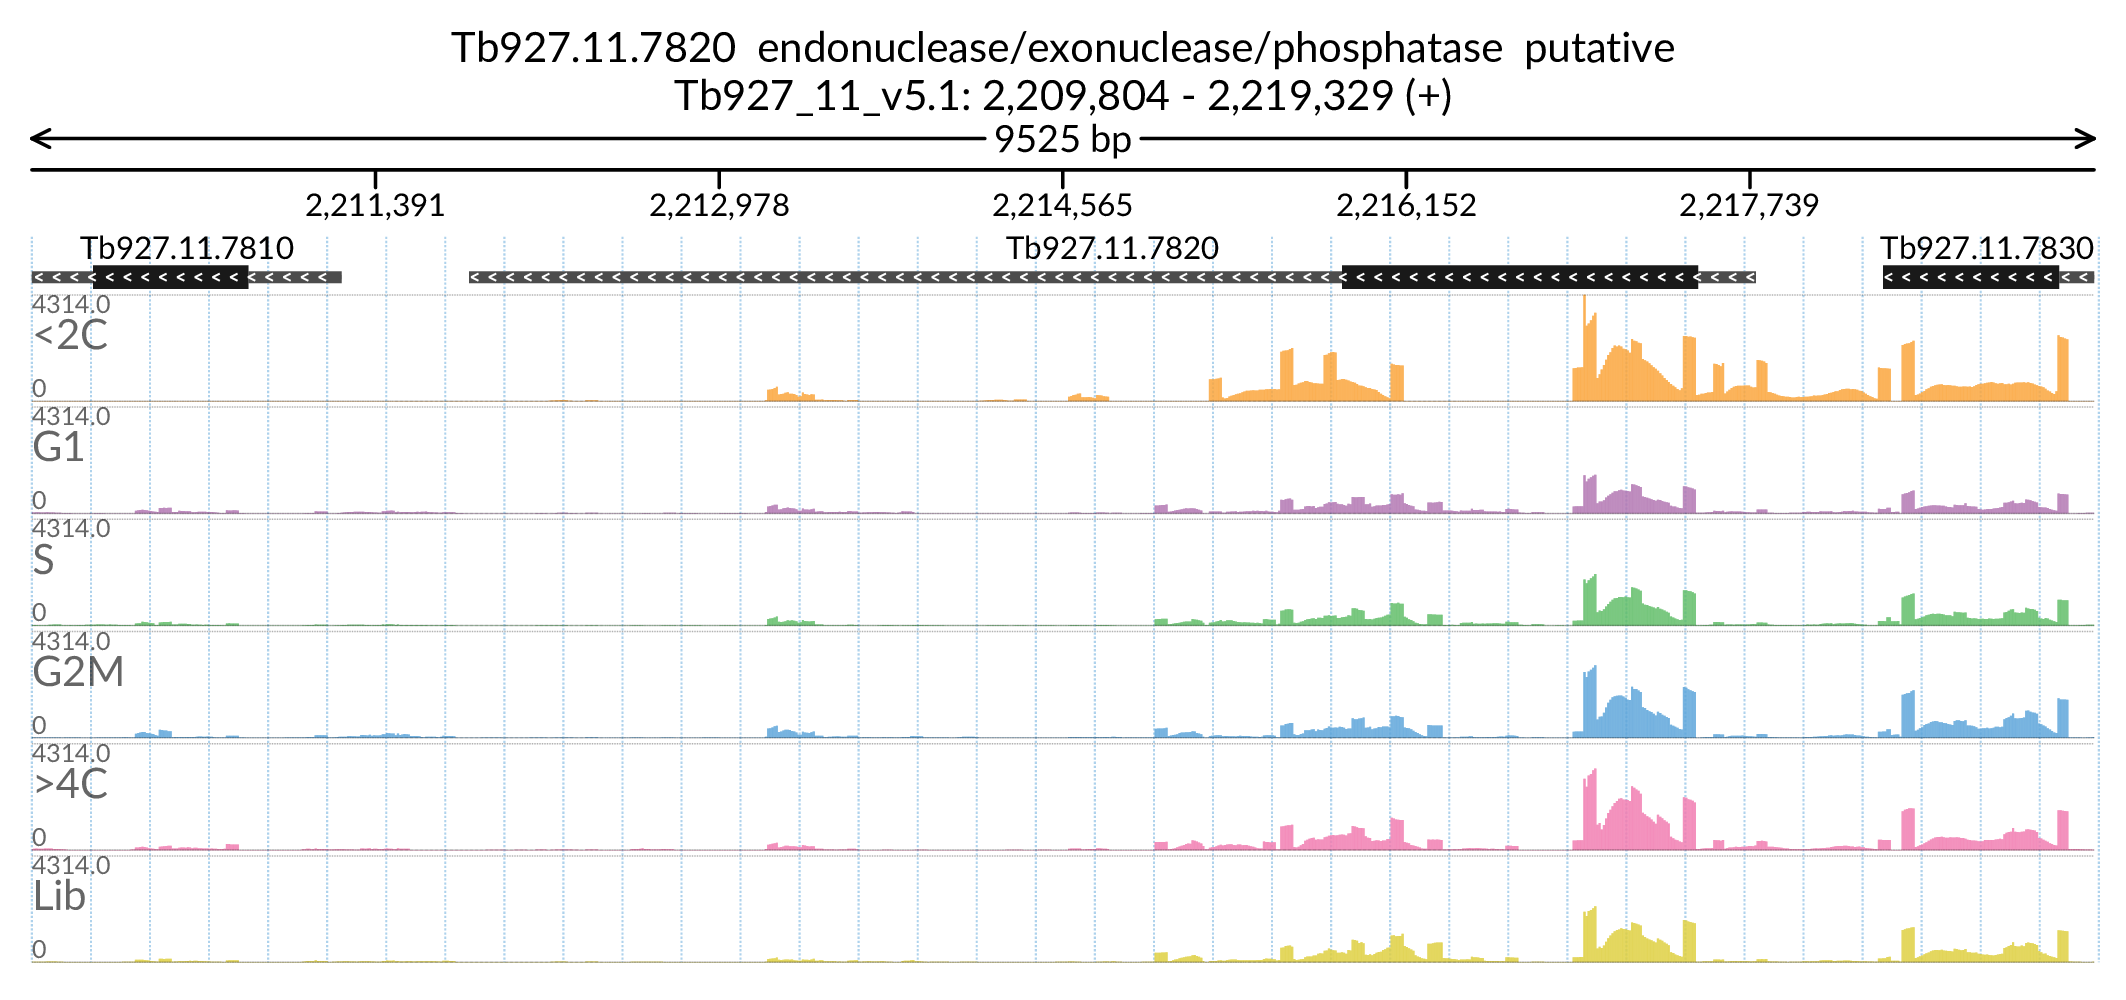 Tb927.11.7820 endonuclease/exonuclease/phosphatase putative
Tb927_11_v5.1: 2,209,804 - 2,219,329 (+)
9525 bp
2,211,391 2,212,978 2,214,565 2,216,152 2,217,739
Tb927.11.7810 Tb927.11.7820 Tb927.11.7830
4314.0
<2C
0
4314.0
G1
0
4314.0
S
0
4314.0
G2M
0
4314.0
>4C
0
4314.0
Lib
0